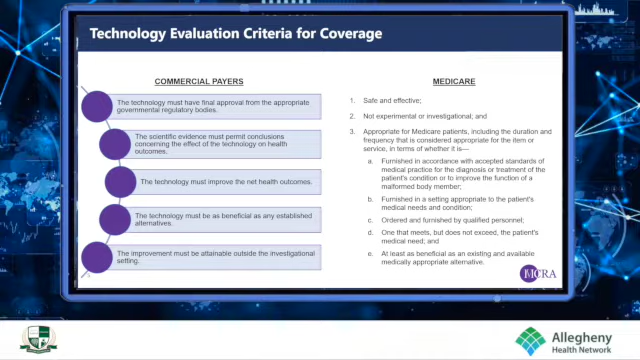 Technology Evaluation Criteria for Coverage
COMMERCIAL PAYERS
The technology must have final approval from the appropriate
governmental regulatory bodies.
The scientific evidence must permit conclusions
concerning the effect of the technology on health
outcomes.
The technology must improve the net health outcomes.
The technology must be as beneficial as any established
alternatives.
The improvement must be attainable outside the investigational
setting.
MEDICARE
1. Safe and effective;
2. Not experimental or investigational; and
3. Appropriate for Medicare patients, including the duration and
frequency that is considered appropriate for the item or
service, in terms of whether it is—
a. Furnished in accordance with accepted standards of
medical practice for the diagnosis or treatment of the
patient's condition or to improve the function of a
malformed body member;
b. Furnished in a setting appropriate to the patient's
medical needs and condition;
c. Ordered and furnished by qualified personnel;
d. One that meets, but does not exceed, the patient's
medical need; and
e. At least as beneficial as an existing and available
medically appropriate alternative.
MCRA
Allegheny
Health Network